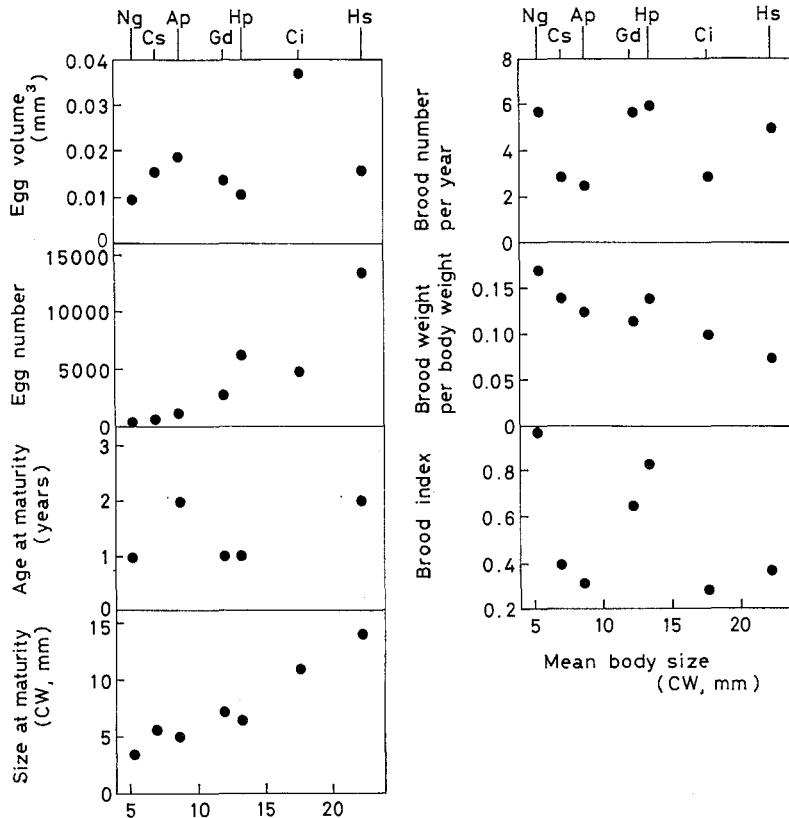 Ng Ap Hp Hs
Cs Gd Ci
0.04
0.03
0.02
0.01
0
Egg volume
(mm³)
15000
10000
5000
0
Egg number
3
2
1
0
Age at maturity
(years)
15
10
5
0
Size at maturity
(CW, mm)
5 10 15 20
Ng Ap Hp Hs
Cs Gd Ci
8
6
4
2
0
Brood number
per year
0.15
0.10
0.05
0
Brood weight
per body weight
0.8
0.6
0.4
0.2
Brood index
5 10 15 20
Mean body size
(CW, mm)